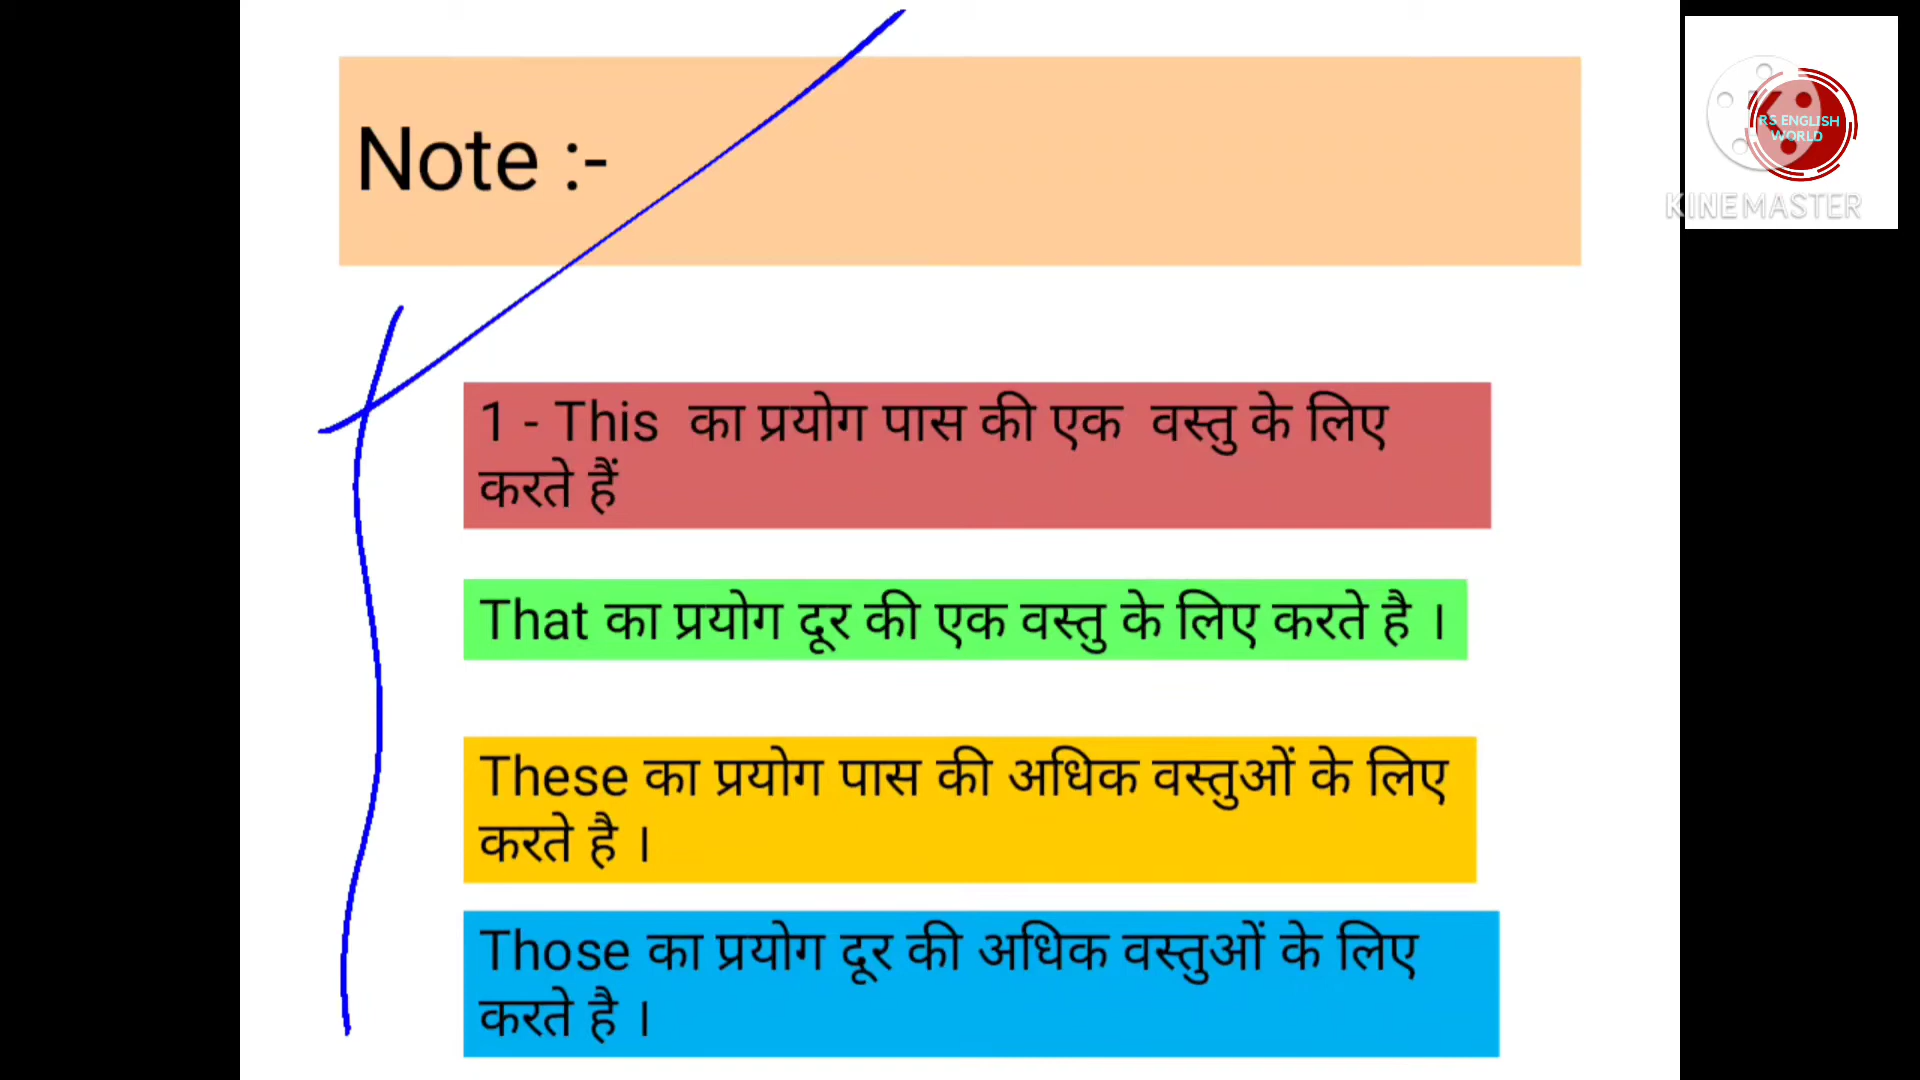 Note :-
RS ENGLISH
WORLD
KINEMASTER
1 - This का प्रयोग पास की एक वस्तु के लिए
करते हैं
That का प्रयोग दूर की एक वस्तु के लिए करते है ।
These का प्रयोग पास की अधिक वस्तुओं के लिए
करते है ।
Those का प्रयोग दूर की अधिक वस्तुओं के लिए
करते है ।